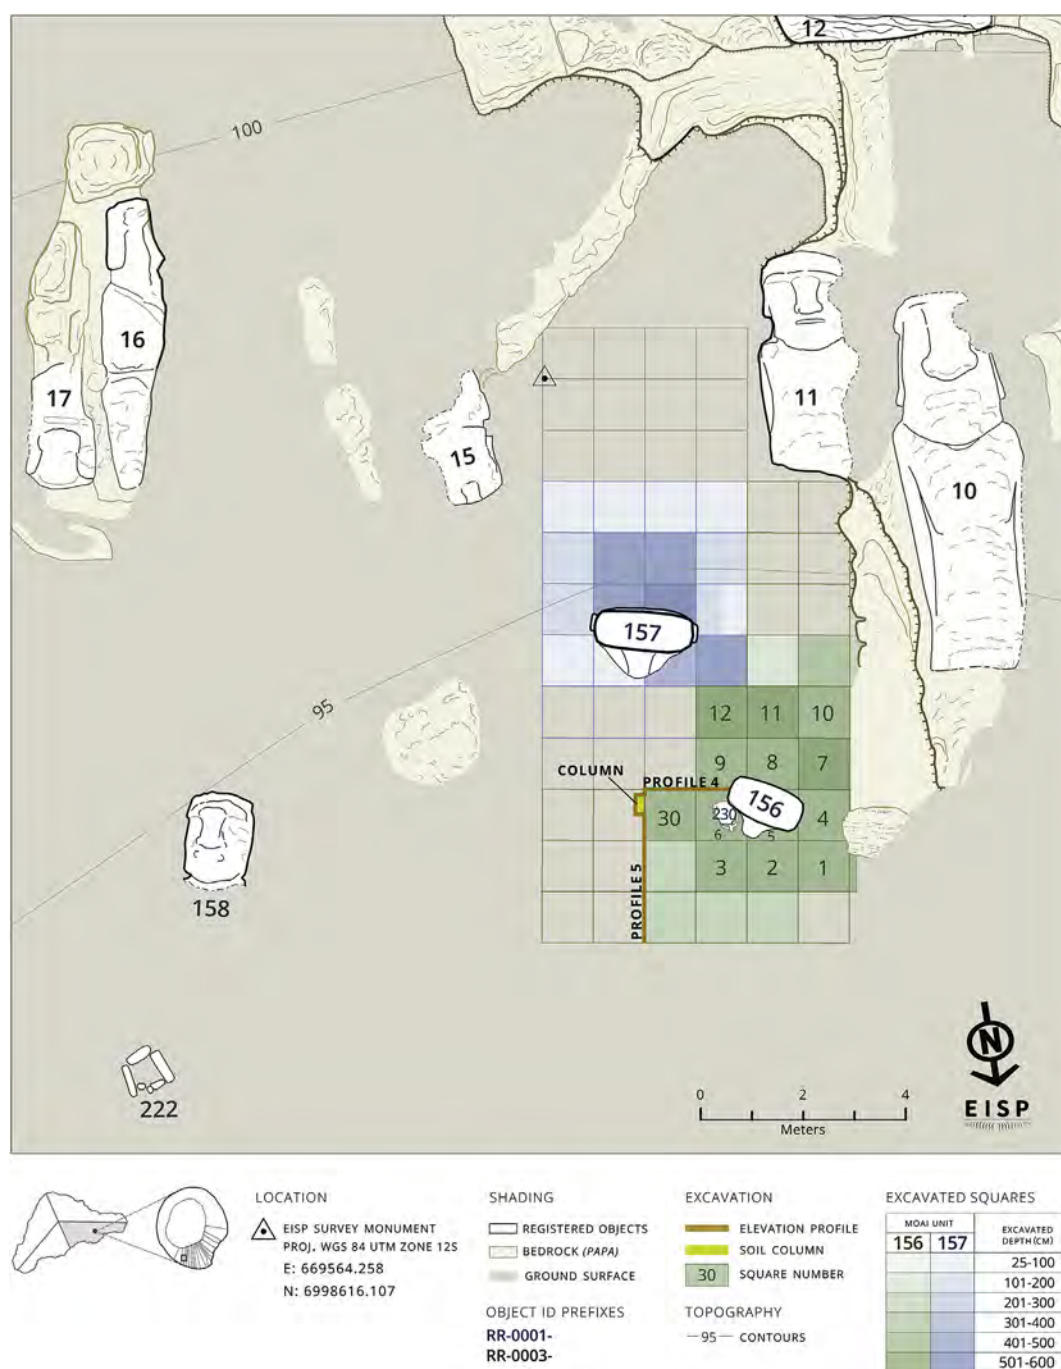 12
100
16
17
11
15
10
157
95
12
11
10
9
8
7
COLUMN
PROFILE 4
156
30
230
4
6
5
PROFILE 5
3
2
1
158
222
0
2
4
Meters
N
EISP
LOCATION
EISP SURVEY MONUMENT
PROJ. WGS 84 UTM ZONE 12S
E: 669564.258
N: 6998616.107
SHADING
REGISTERED OBJECTS
BEDROCK (PAPA)
GROUND SURFACE
OBJECT ID PREFIXES
RR-0001-
RR-0003-
EXCAVATION
ELEVATION PROFILE
SOIL COLUMN
30 SQUARE NUMBER
TOPOGRAPHY
95 CONTOURS
EXCAVATED SQUARES
MOAI UNIT
156 157
EXCAVATED
DEPTH (CM)
25-100
101-200
201-300
301-400
401-500
501-600